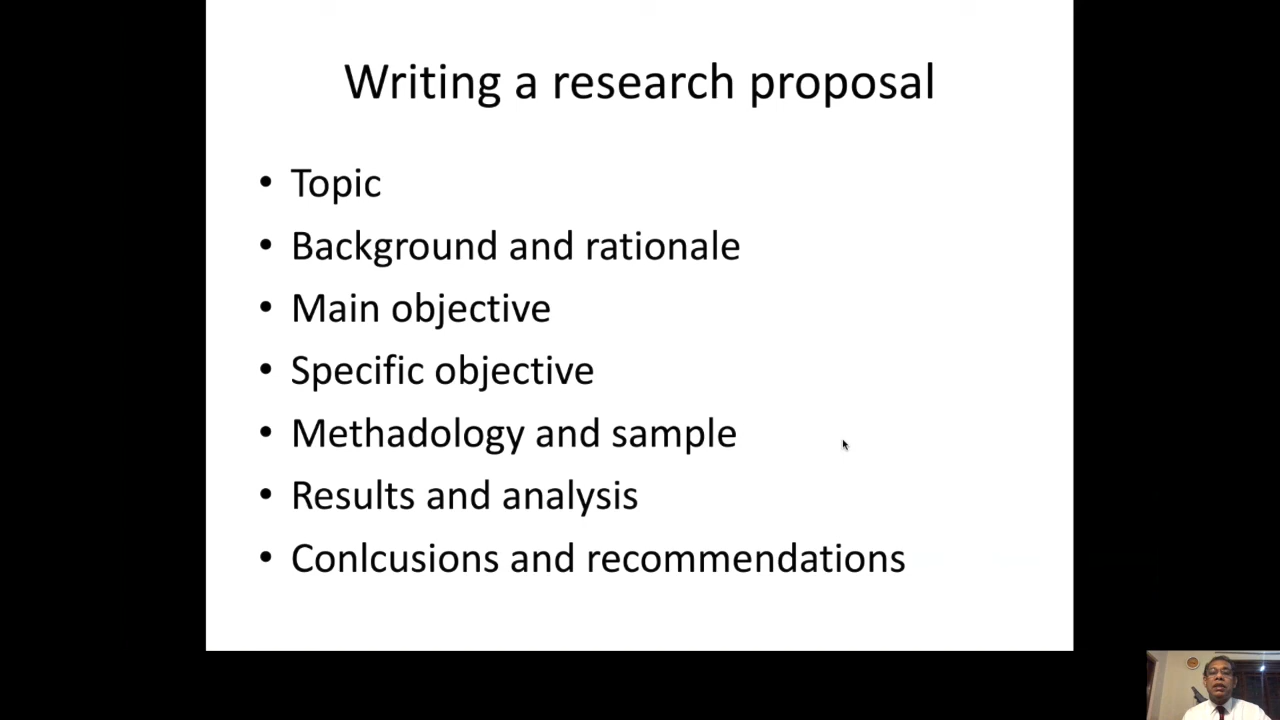 Writing a research proposal
• Topic
• Background and rationale
• Main objective
• Specific objective
• Methadology and sample
• Results and analysis
• Conlcusions and recommendations